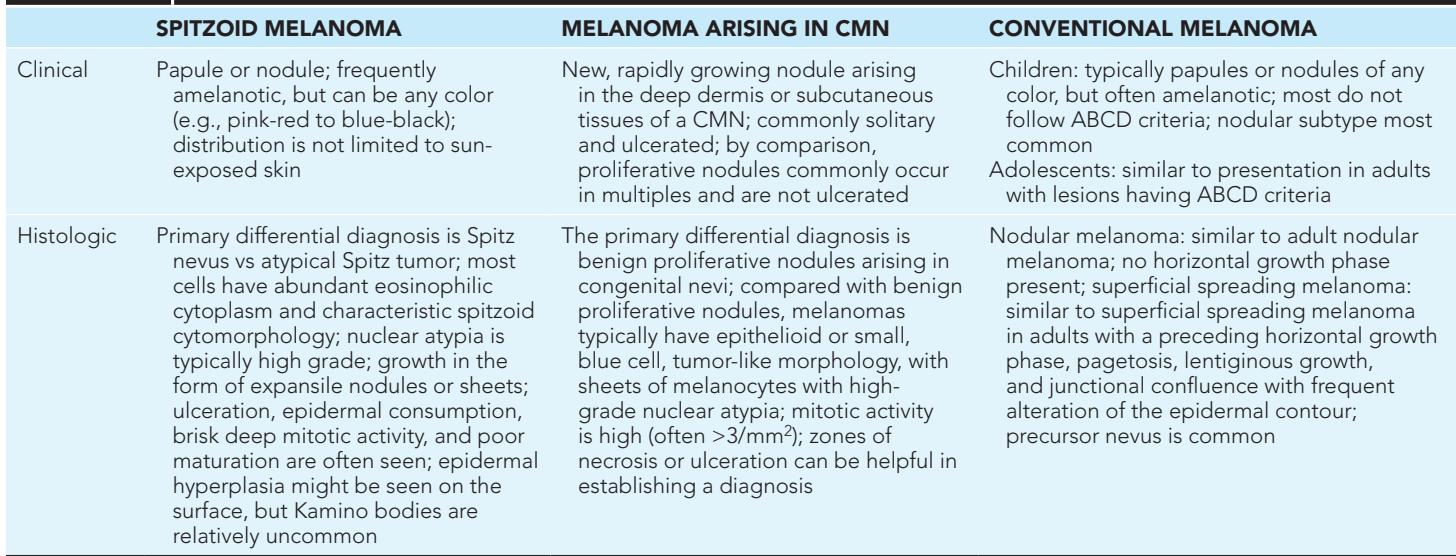 SPITZOID MELANOMA
MELANOMA ARISING IN CMN
CONVENTIONAL MELANOMA
Clinical
Papule or nodule; frequently
amelanotic, but can be any color
(e.g., pink-red to blue-black);
distribution is not limited to sun-
exposed skin
New, rapidly growing nodule arising
in the deep dermis or subcutaneous
tissues of a CMN; commonly solitary
and ulcerated; by comparison,
proliferative nodules commonly occur
in multiples and are not ulcerated
Children: typically papules or nodules of any
color, but often amelanotic; most do not
follow ABCD criteria; nodular subtype most
common
Adolescents: similar to presentation in adults
with lesions having ABCD criteria
Histologic
Primary differential diagnosis is Spitz
nevus vs atypical Spitz tumor; most
cells have abundant eosinophilic
cytoplasm and characteristic spitzoid
cytomorphology; nuclear atypia is
typically high grade; growth in the
form of expansile nodules or sheets;
ulceration, epidermal consumption,
brisk deep mitotic activity, and poor
maturation are often seen; epidermal
hyperplasia might be seen on the
surface, but Kamino bodies are
relatively uncommon
The primary differential diagnosis is
benign proliferative nodules arising in
congenital nevi; compared with benign
proliferative nodules, melanomas
typically have epithelioid or small,
blue cell, tumor-like morphology, with
sheets of melanocytes with high-
grade nuclear atypia; mitotic activity
is high (often >3/mm²); zones of
necrosis or ulceration can be helpful in
establishing a diagnosis
Nodular melanoma: similar to adult nodular
melanoma; no horizontal growth phase
present; superficial spreading melanoma:
similar to superficial spreading melanoma
in adults with a preceding horizontal growth
phase, pagetosis, lentiginous growth,
and junctional confluence with frequent
alteration of the epidermal contour;
precursor nevus is common